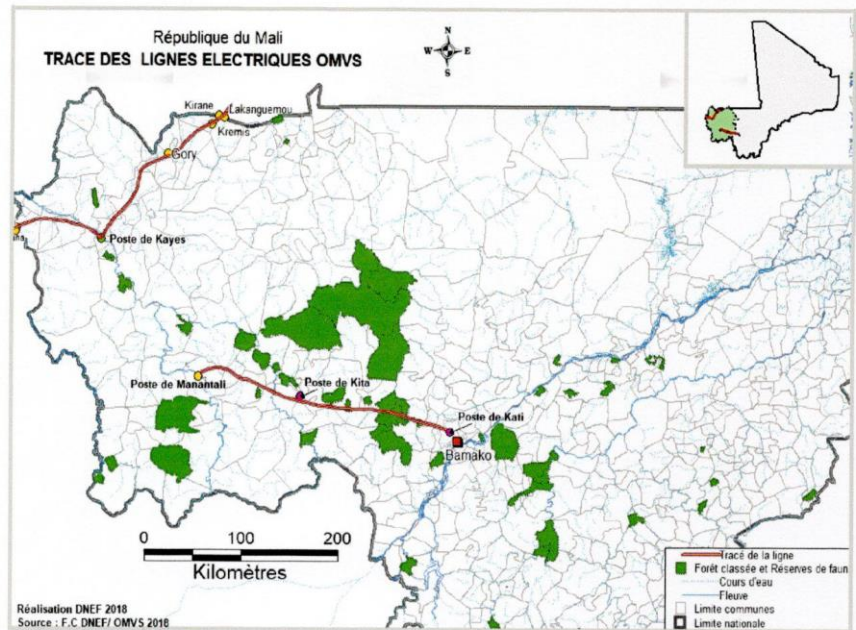 République du Mali
TRACE DES LIGNES ELECTRIQUES OMVS
N
W E
S
Kirane
Lakanguemou
Kremis
Gory
Poste de Kayes
Poste de Manantali
Poste de Kita
Poste de Kati
Bamako
0 100 200
Kilomètres
Tracé de la ligne
Forêt classée et Réserves de faun
Cours d'eau
Fleuve
Limite communes
Limite nationale
Réalisation DNEF 2018
Source : F.C DNEF/ OMVS 2018